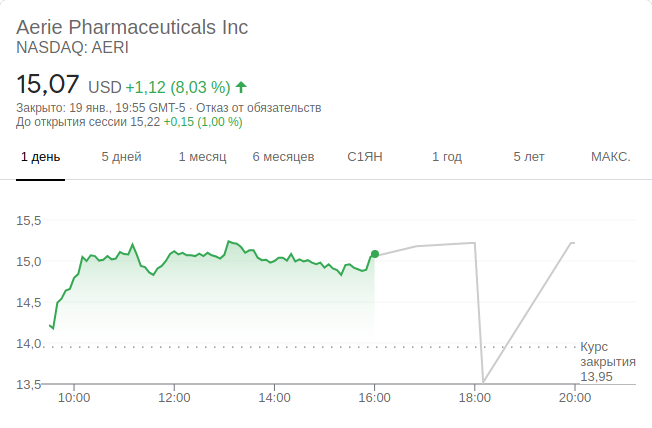 Aerie Pharmaceuticals Inc
NASDAQ: AERI
15,07 USD +1,12 (8,03 %)
Закрыто: 19 янв., 19:55 GMT-5 · Отказ от обязательств
До открытия сессии 15,22 +0,15 (1,00 %)
1 день 5 дней 1 месяц 6 месяцев С1ЯН 1 год 5 лет МАКС.
15,5
15,0
14,5
14,0
Курс
закрытия
13,95
13,5
10:00 12:00 14:00 16:00 18:00 20:00